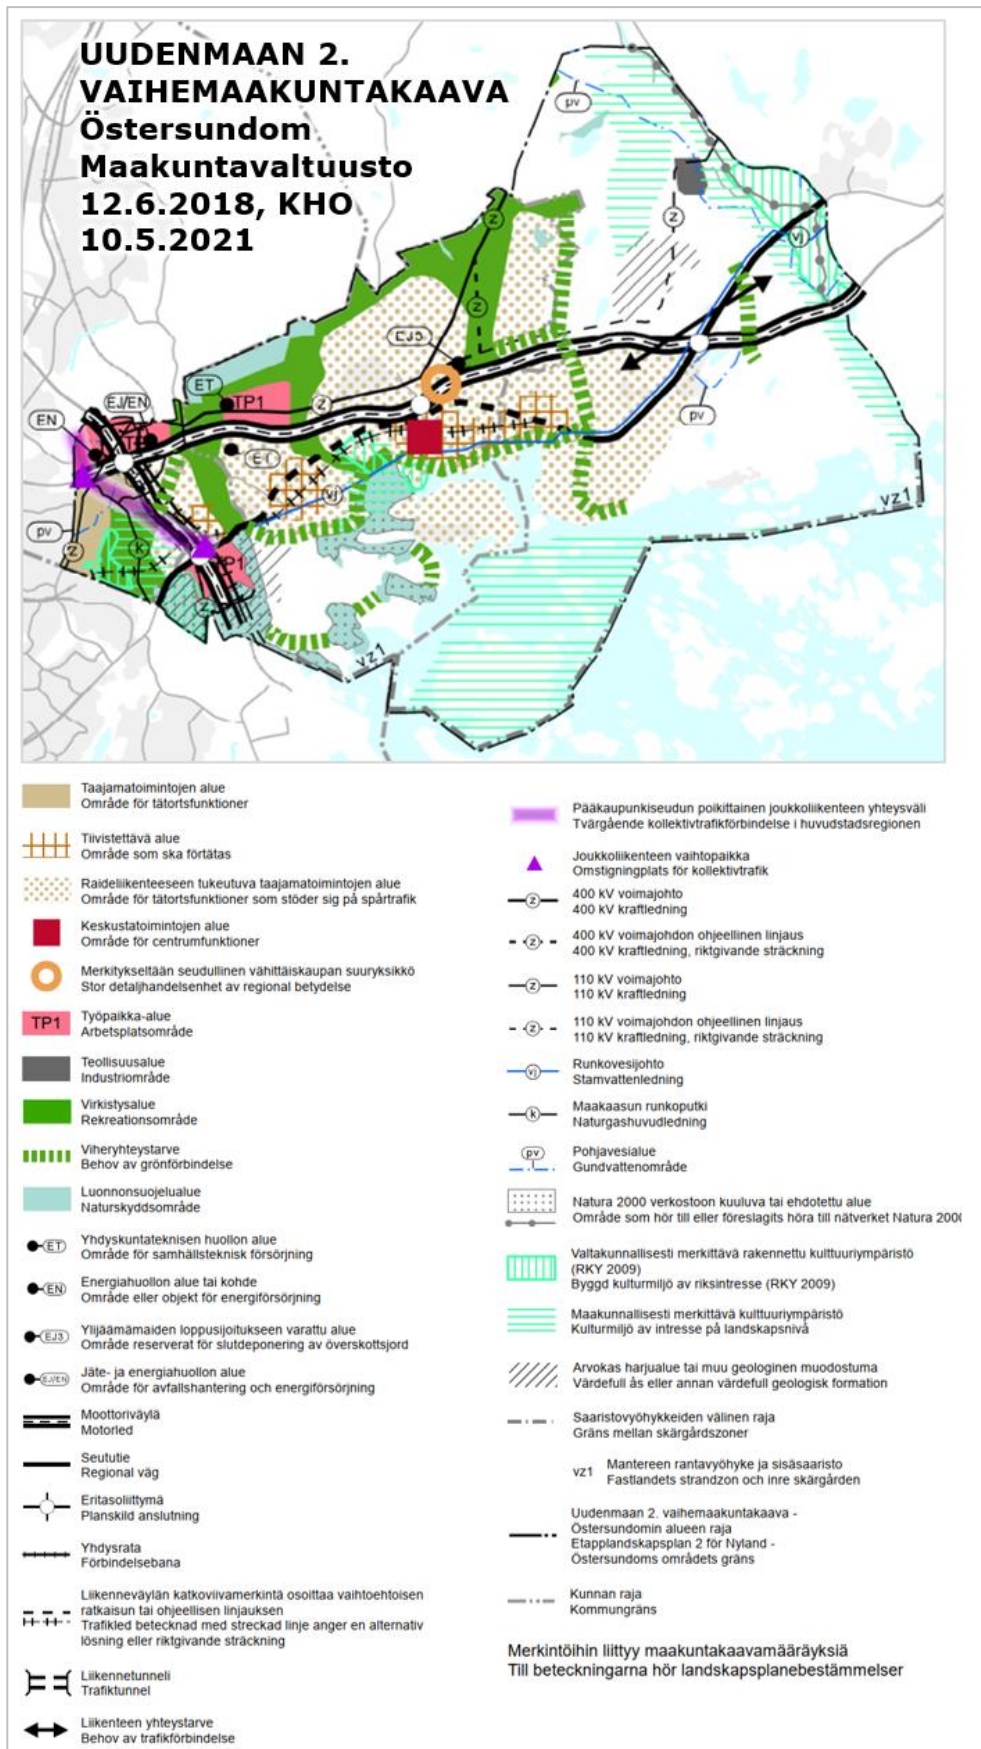 UUDENMAAN 2.
VAIHEMAAKUNTAKAAVA
Östersundom
Maakuntavaltuusto
12.6.2018, KHO
10.5.2021
pv
z
z
vj
z
EJ3
ET
TP1
z
EJ/EN
EN
pv
vj
pv
z
k
TP1
z
vz1
vz1
Taajamatoimintojen alue
Område för tätortsfunktioner
Tiivistettävä alue
Område som ska förtätas
Raideliikenteeseen tukeutuva taajamatoimintojen alue
Område för tätortsfunktioner som stöder sig på spårtrafik
Keskustatoimintojen alue
Område för centrumfunktioner
Merkitykseltään seudullinen vähittäiskaupan suuryksikkö
Stor detaljhandelsenhet av regional betydelse
TP1
Työpaikka-alue
Arbetsplatsområde
Teollisuusalue
Industriområde
Virkistysalue
Rekreationsområde
Viheryhteystarve
Behov av grönförbindelse
Luonnonsuojelualue
Naturskyddsområde
ET
Yhdyskuntateknisen huollon alue
Område för samhällsteknisk försörjning
EN
Energiahuollon alue tai kohde
Område eller objekt för energiförsörjning
EJ3
Ylijäämämaiden loppusijoitukseen varattu alue
Område reserverat för slutdeponering av överskottsjord
EJ/EN
Jäte- ja energiahuollon alue
Område för avfallshantering och energiförsörjning
Moottoriväylä
Motorled
Seututie
Regional väg
Eritasoliittymä
Planskild anslutning
Yhdysrata
Förbindelsebana
Liikenneväylän katkoviivamerkintä osoittaa vaihtoehtoisen
ratkaisun tai ohjeellisen linjauksen
Trafikled betecknad med streckad linje anger en alternativ
lösning eller riktgivande sträckning
Liikennetunneli
Trafiktunnel
Liikenteen yhteystarve
Behov av trafikförbindelse
Pääkaupunkiseudun poikittainen joukkoliikenteen yhteysväli
Tvärgående kollektivtrafikförbindelse i huvudstadsregionen
Joukkoliikenteen vaihtopaikka
Omstigningplats för kollektivtrafik
z
400 kV voimajohto
400 kV kraftledning
z
400 kV voimajohdon ohjeellinen linjaus
400 kV kraftledning, riktgivande sträckning
z
110 kV voimajohto
110 kV kraftledning
z
110 kV voimajohdon ohjeellinen linjaus
110 kV kraftledning, riktgivande sträckning
vj
Runkovesijohto
Stamvattenledning
k
Maakaasun runkoputki
Naturgashuvudledning
pv
Pohjavesialue
Gundvattenområde
Natura 2000 verkostoon kuuluva tai ehdotettu alue
Område som hör till eller föreslagits höra till nätverket Natura 2000
Valtakunnallisesti merkittävä rakennettu kulttuuriympäristö
(RKY 2009)
Byggd kulturmiljö av riksintresse (RKY 2009)
Maakunnallisesti merkittävä kulttuuriympäristö
Kulturmiljö av intresse på landskapsnivå
Arvokas harjualue tai muu geologinen muodostuma
Värdefull ås eller annan värdefull geologisk formation
Saaristovyöhykkeiden välinen raja
Gräns mellan skärgårdszoner
vz1
Mantereen rantavyöhyke ja sisäsaaristo
Fastlandets strandzon och inre skärgården
Uudenmaan 2. vaihemaakuntakaava -
Östersundomin alueen raja
Etapplandskapsplan 2 för Nyland -
Östersundoms områdets gräns
Kunnan raja
Kommungräns
Merkintöihin liittyy maakuntakaavamääräyksiä
Till beteckningarna hör landskapsplanebestämmelser